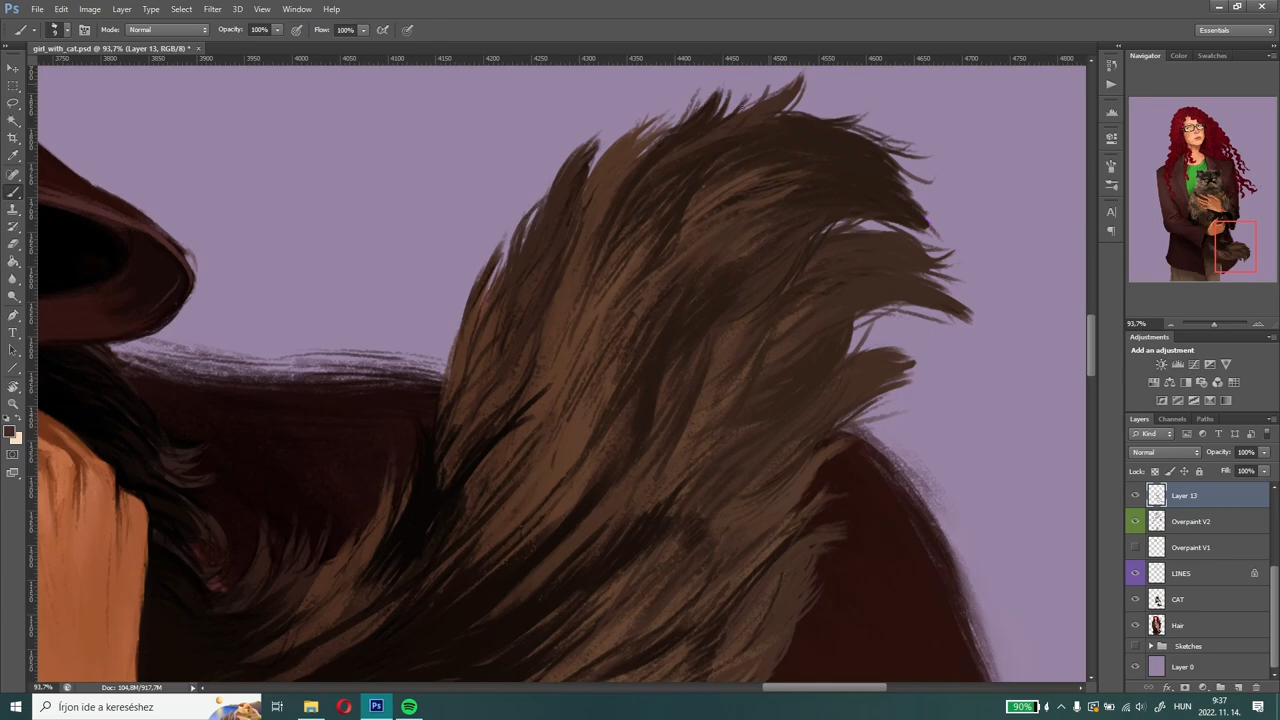 Ps File Edit Image Layer Type Select Filter 3D View Window Help
Mode: Normal Opacity: 100% Flow: 100% Essentials
girl_with_cat.psd @ 93,7% (Layer 13, RGB/8) * ×
3750 3800 3850 3900 3950 4000 4050 4100 4150 4200 4250 4300 4350 4400 4450 4500 4550 4600 4650 4700 4750 4800
Navigator Color Swatches
93,7%
Adjustments
Add an adjustment
Layers Channels Paths
Kind
Normal Opacity: 100%
Lock: Fill: 100%
Layer 13
Overpaint V2
Overpaint V1
LINES
CAT
Hair
Sketches
Layer 0
93,7% Doc: 104,8M/917,7M
Írjon ide a kereséshez
Ps
90% HUN
9:37
2022. 11. 14.